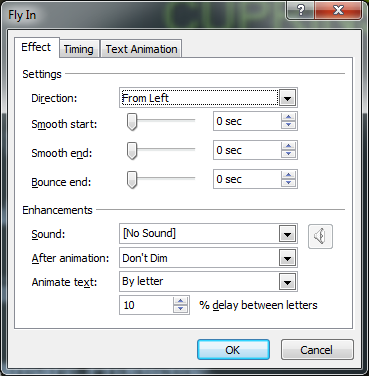 Fly In
Effect Timing Text Animation
Settings
Direction: From Left
Smooth start: 0 sec
Smooth end: 0 sec
Bounce end: 0 sec
Enhancements
Sound: [No Sound]
After animation: Don't Dim
Animate text: By letter
10 % delay between letters
OK Cancel